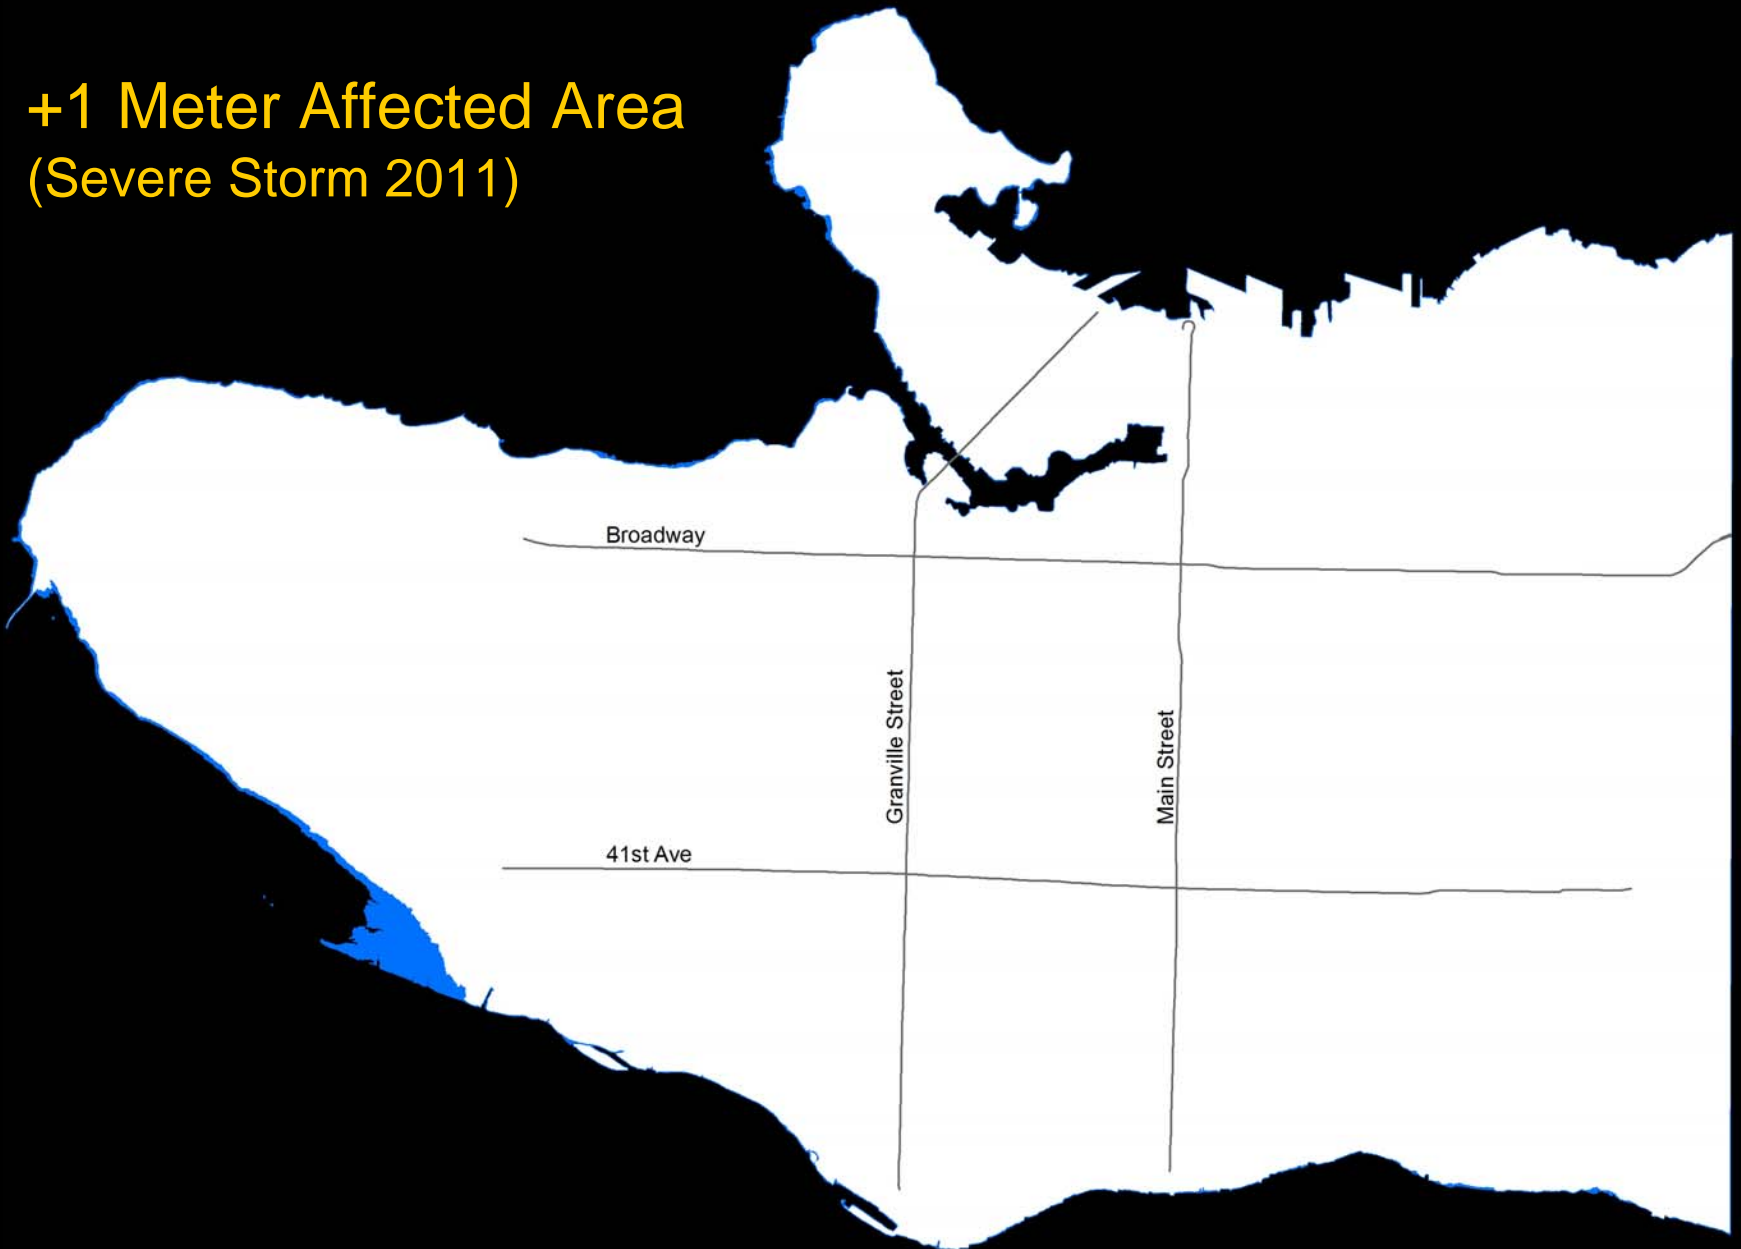 +1 Meter Affected Area
(Severe Storm 2011)
Broadway
Granville Street
Main Street
41st Ave